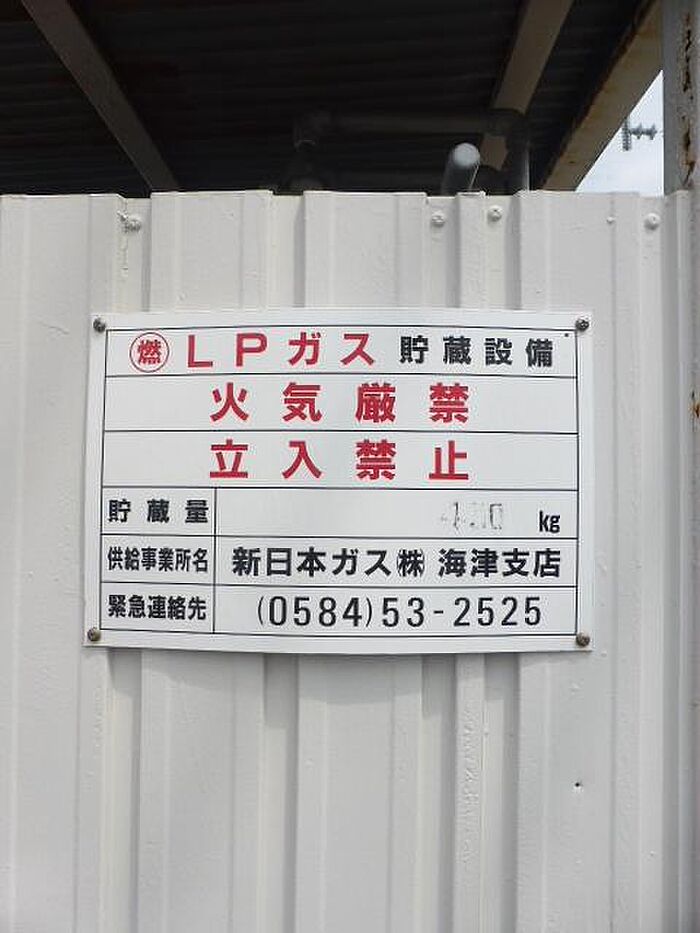 燃 LPガス 貯蔵設備
火気厳禁
立入禁止
貯蔵量 kg
供給事業所名 新日本ガス㈱ 海津支店
緊急連絡先 (0584)53-2525